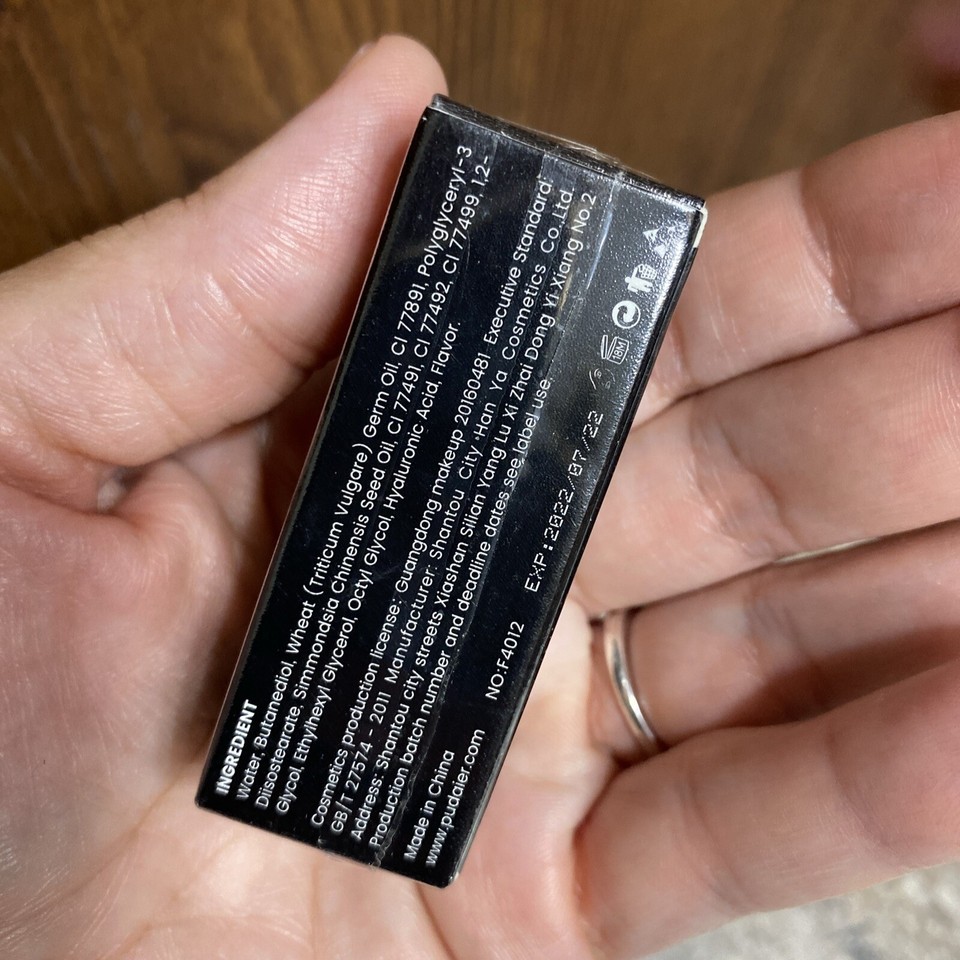 INGREDIENT
Water, Butanediol, Wheat (Triticum Vulgare) Germ Oil, CI 77891, Polyglyceryl-3
Diisostearate, Sinmondsia Chinensis Seed Oil, CI 77491, CI 77492, CI 77499, 1,2-
Glycol, Ethylhexyl Glycerol, Octyl Glycol, Hyaluronic Acid, Flavor.
Cosmetics production license: Guangdong makeup 20160481 Executive Standard
GB/T 27574 - 2011 Manufacturer: Shantou City "Han Ya Cosmetics Co.,Ltd.
Address: Shantou city streets Xiashan Silian Yang Lu Xi Zhai Dong Yi Xiang No.2
Production batch number and deadline dates see label use.
Made in China
www.pudaier.com
NO:F4012
EXP:2022/07/22
18M